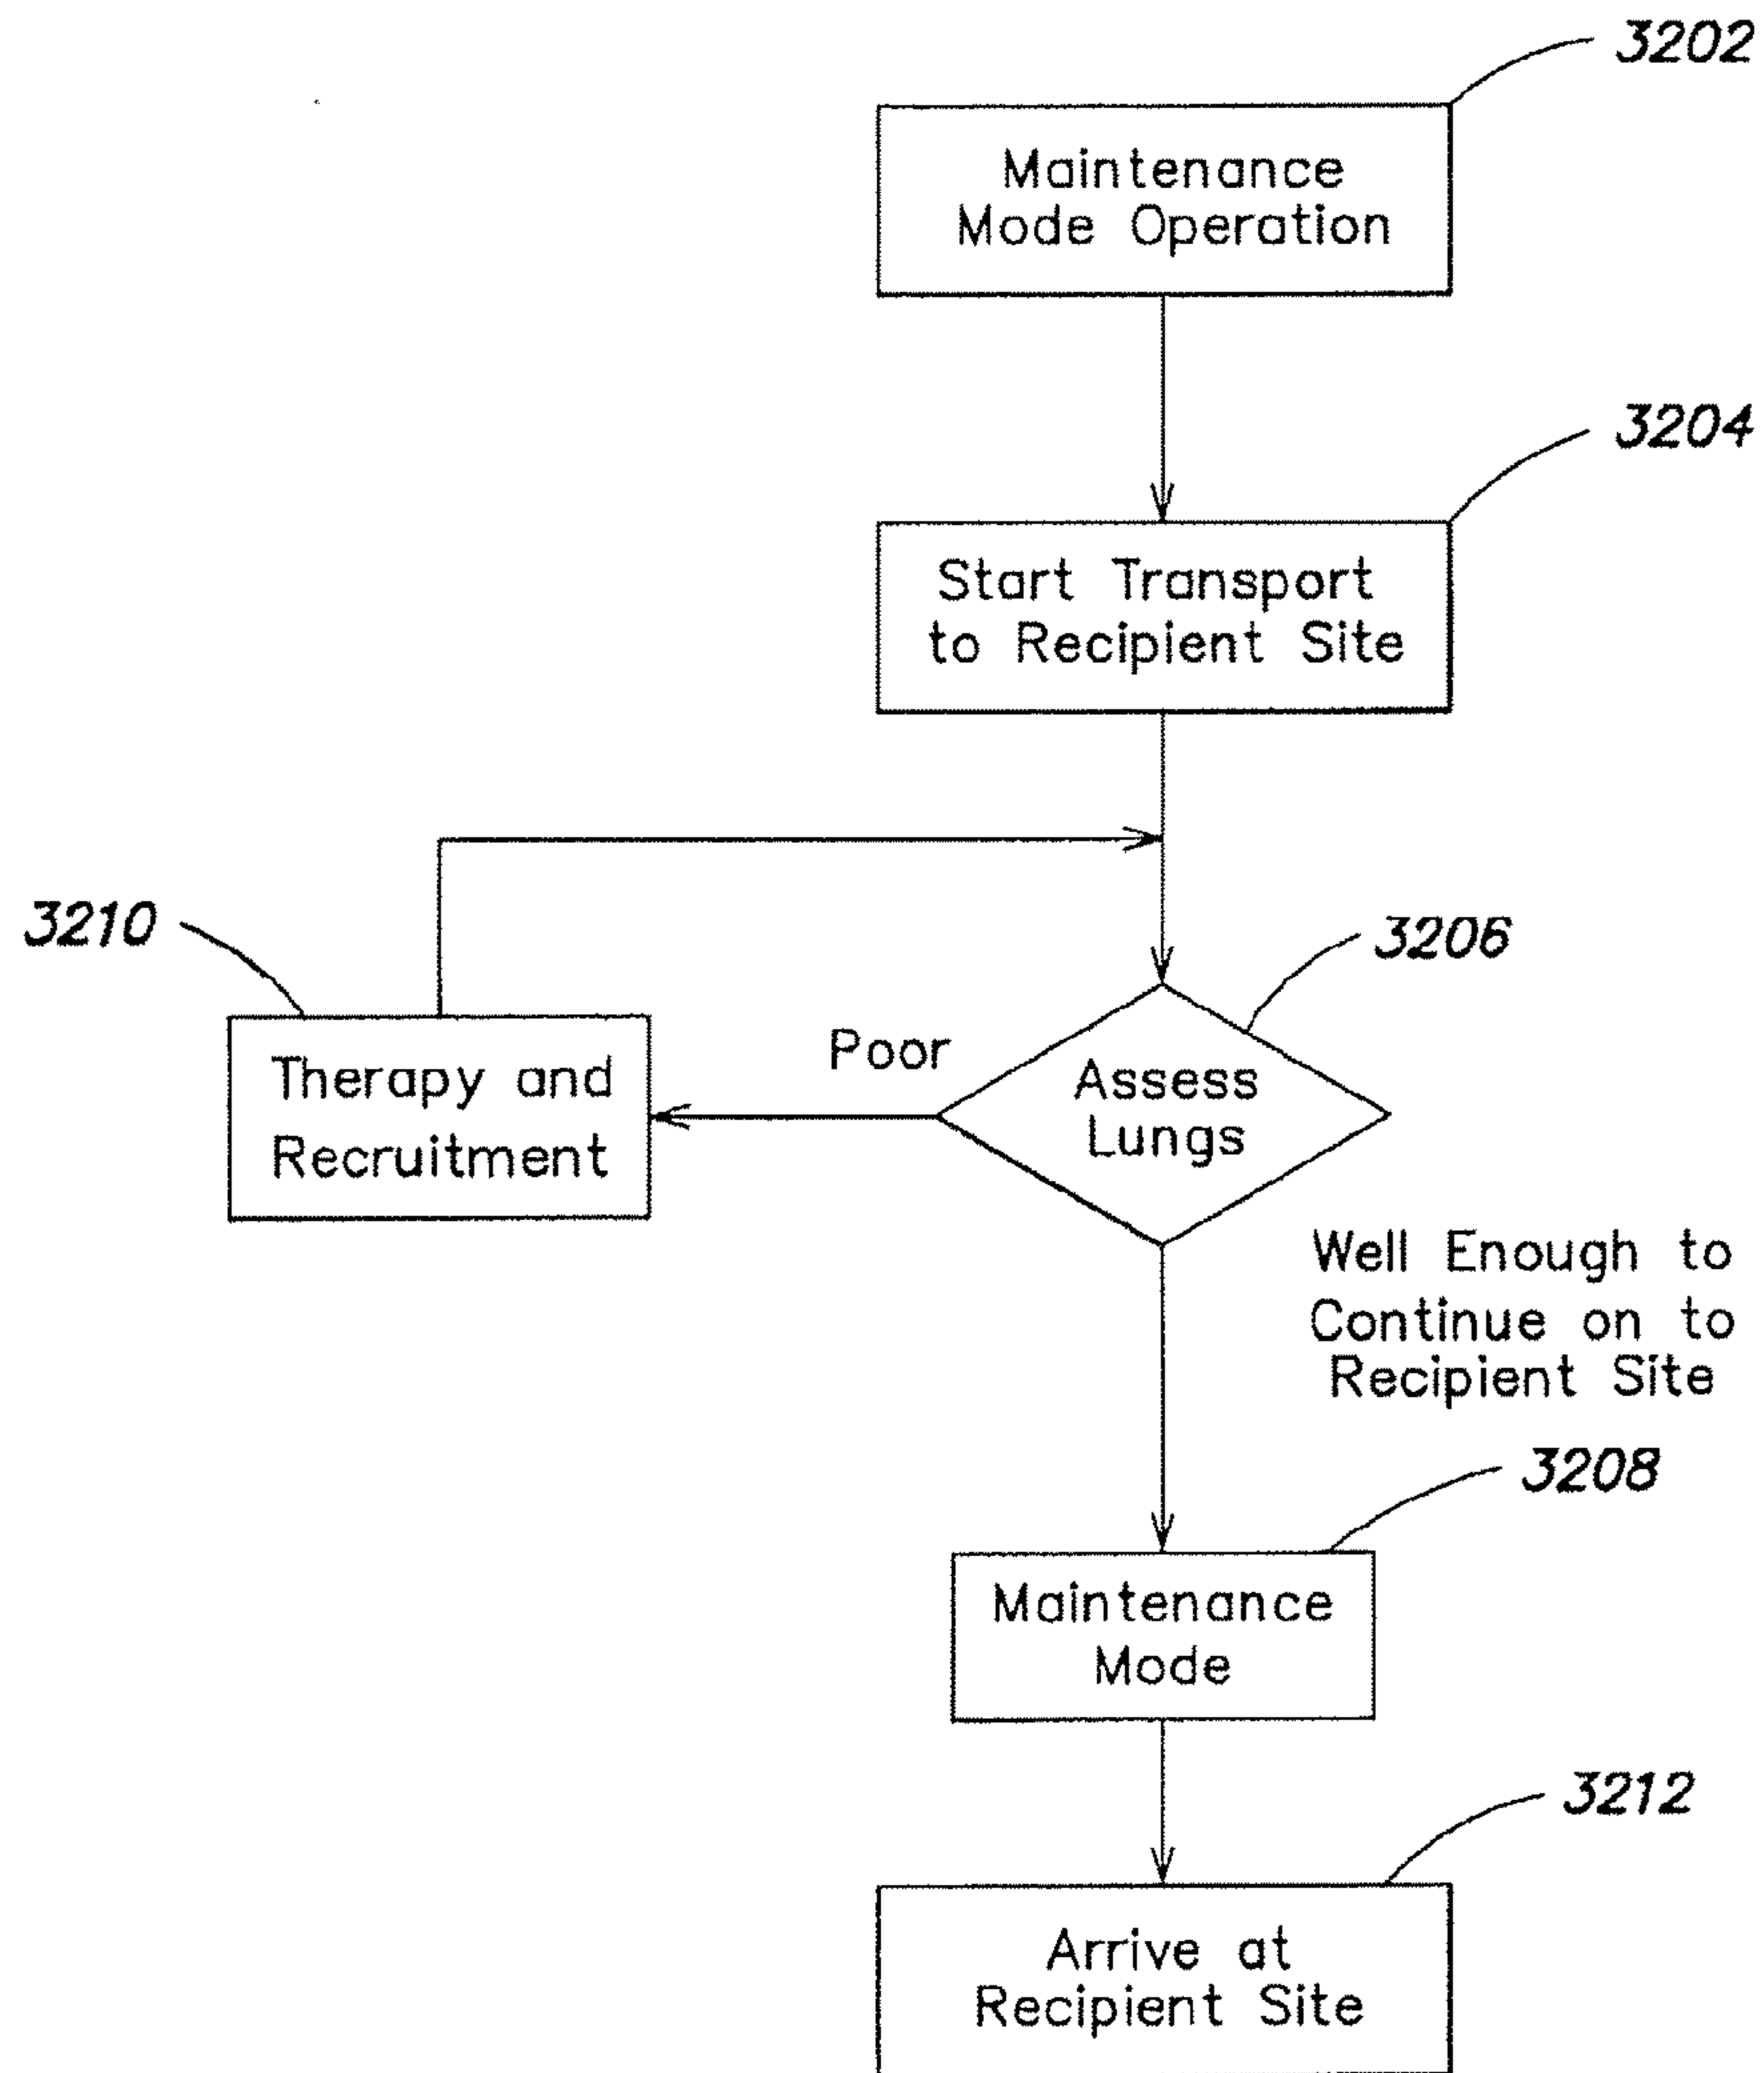 3202
Maintenance
Mode Operation
3204
Start Transport
to Recipient Site
3210
3206
Poor
Therapy and
Recruitment
Assess
Lungs
Well Enough to
Continue on to
Recipient Site
3208
Maintenance
Mode
3212
Arrive at
Recipient Site